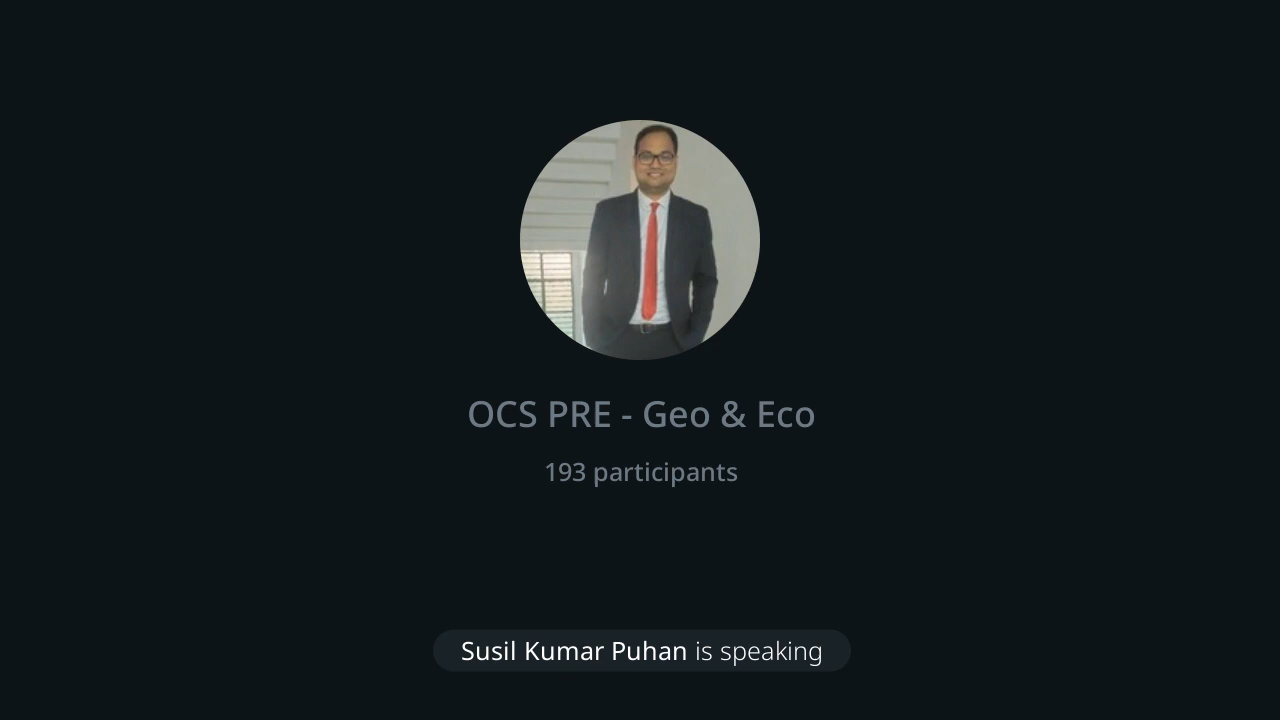 OCS PRE - Geo & Eco
193 participants
Susil Kumar Puhan is speaking